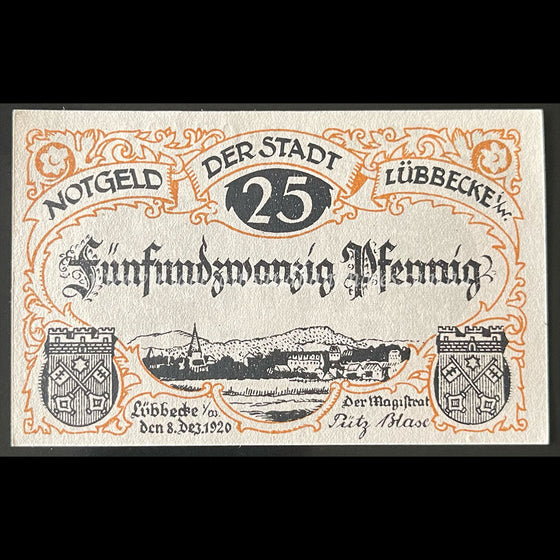 NOTGELD DER STADT LÜBBECKE i/W.
25
Fünfundzwanzig Pfennig
Lübbecke i/W.
den 8. Dez. 1920
Der Magistrat
Pütz Blase